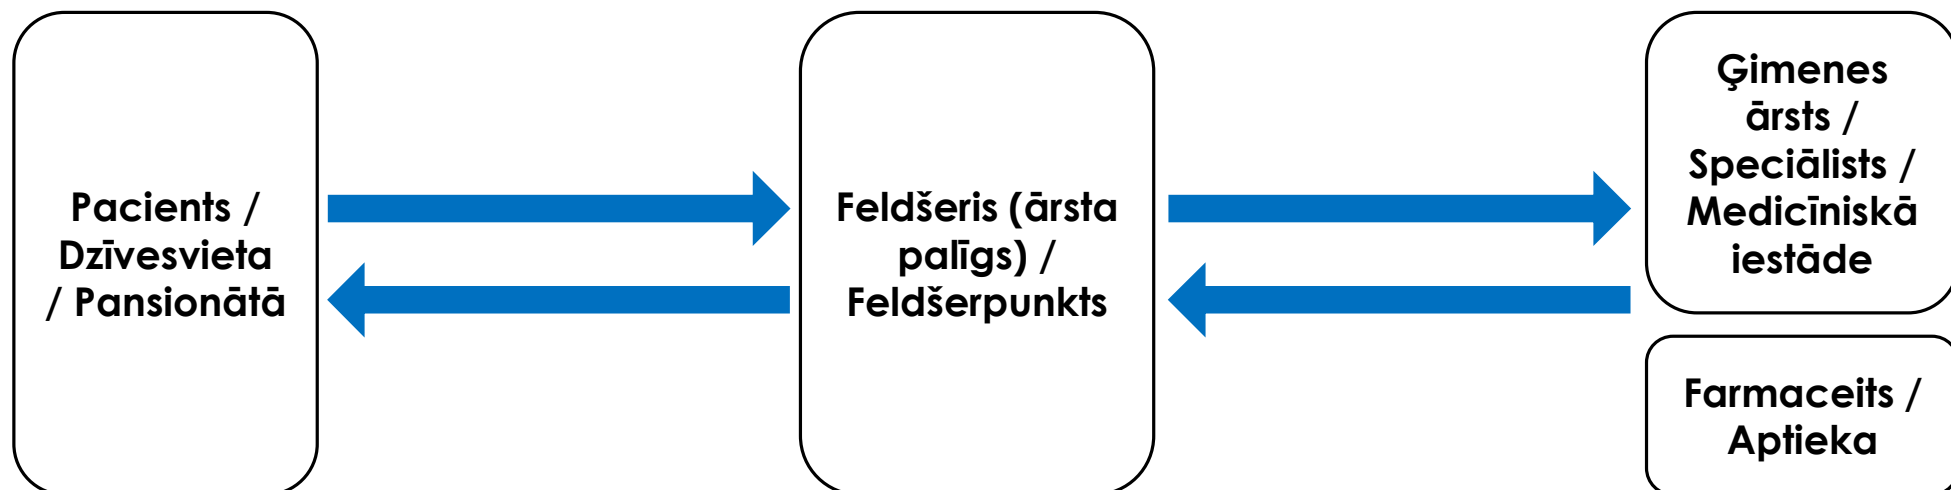 Pacients /
Dzīvesvieta
/ Pansionātā
Feldšeris (ārsta
palīgs) /
Feldšerpunkts
Ģimenes
ārsts /
Speciālists /
Medicīniskā
iestāde
Farmaceits /
Aptieka